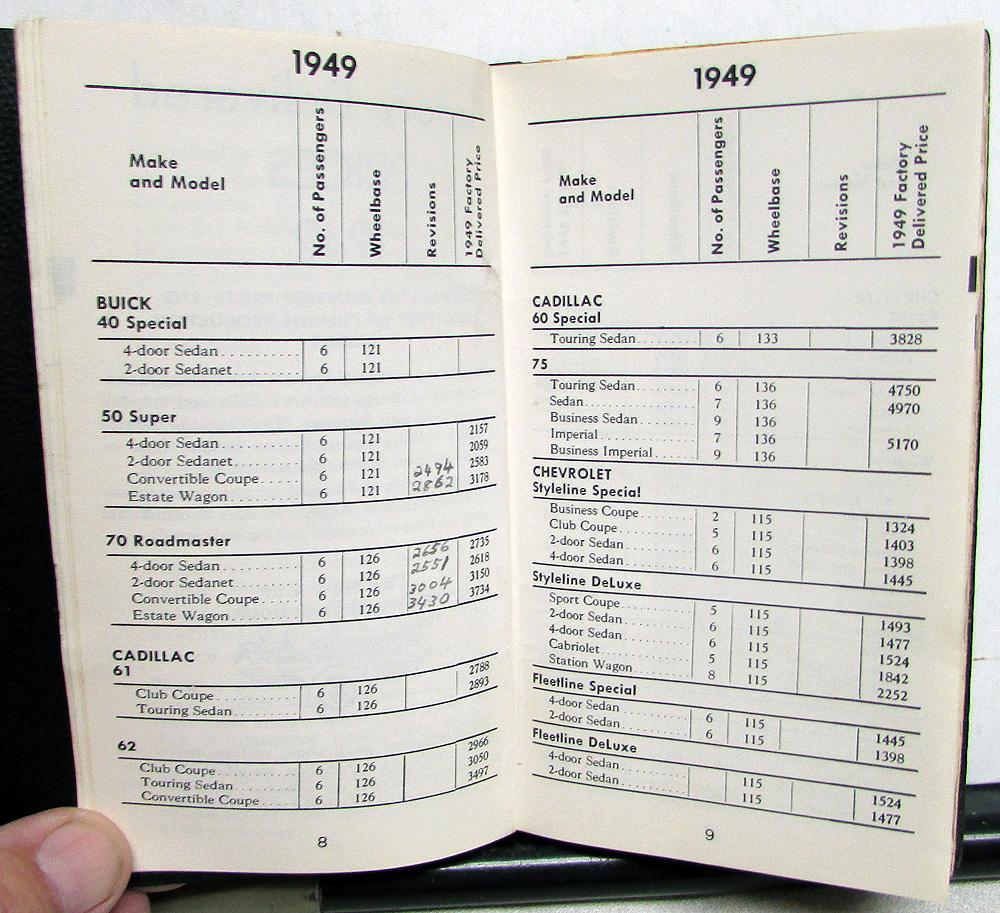 1949
Make and Model No. of Passengers Wheelbase Revisions 1949 Factory Delivered Price
BUICK
40 Special
4-door Sedan.......... 6 121
2-door Sedanet......... 6 121
50 Super
4-door Sedan.......... 6 121 2157
2-door Sedanet......... 6 121 2059
Convertible Coupe..... 6 121 2494 2583
Estate Wagon.......... 6 121 2862 3178
70 Roadmaster
4-door Sedan.......... 6 126 2656 2735
2-door Sedanet......... 6 126 2551 2618
Convertible Coupe..... 6 126 3004 3150
Estate Wagon.......... 6 126 3430 3734
CADILLAC
61
Club Coupe............ 6 126 2788
Touring Sedan......... 6 126 2893
62
Club Coupe............ 6 126 2966
Touring Sedan......... 6 126 3050
Convertible Coupe..... 6 126 3497
8
1949
Make and Model No. of Passengers Wheelbase Revisions 1949 Factory Delivered Price
CADILLAC
60 Special
Touring Sedan......... 6 133 3828
75
Touring Sedan......... 6 136 4750
Sedan................. 7 136 4970
Business Sedan........ 9 136
Imperial.............. 7 136 5170
Business Imperial..... 9 136
CHEVROLET
Styleline Special
Business Coupe........ 2 115 1324
Club Coupe............ 5 115 1403
2-door Sedan.......... 6 115 1398
4-door Sedan.......... 6 115 1445
Styleline DeLuxe
Sport Coupe........... 5 115 1493
2-door Sedan.......... 6 115 1477
4-door Sedan.......... 6 115 1524
Cabriolet............. 5 115 1842
Station Wagon......... 8 115 2252
Fleetline Special
4-door Sedan.......... 6 115 1445
2-door Sedan.......... 6 115 1398
Fleetline DeLuxe
4-door Sedan.......... 115 1524
2-door Sedan.......... 115 1477
9